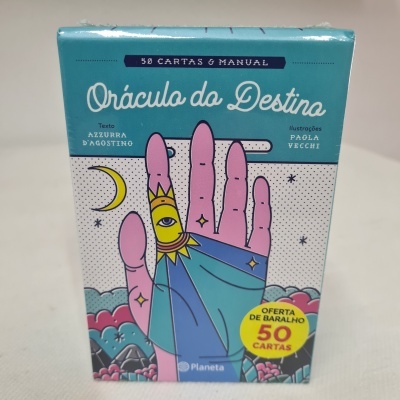 50 CARTAS & MANUAL
Oráculo do Destino
Texto
AZZURRA
D'AGOSTINO
Ilustrações
PAOLA
VECCHI
OFERTA
DE BARALHO
50
CARTAS
Planeta